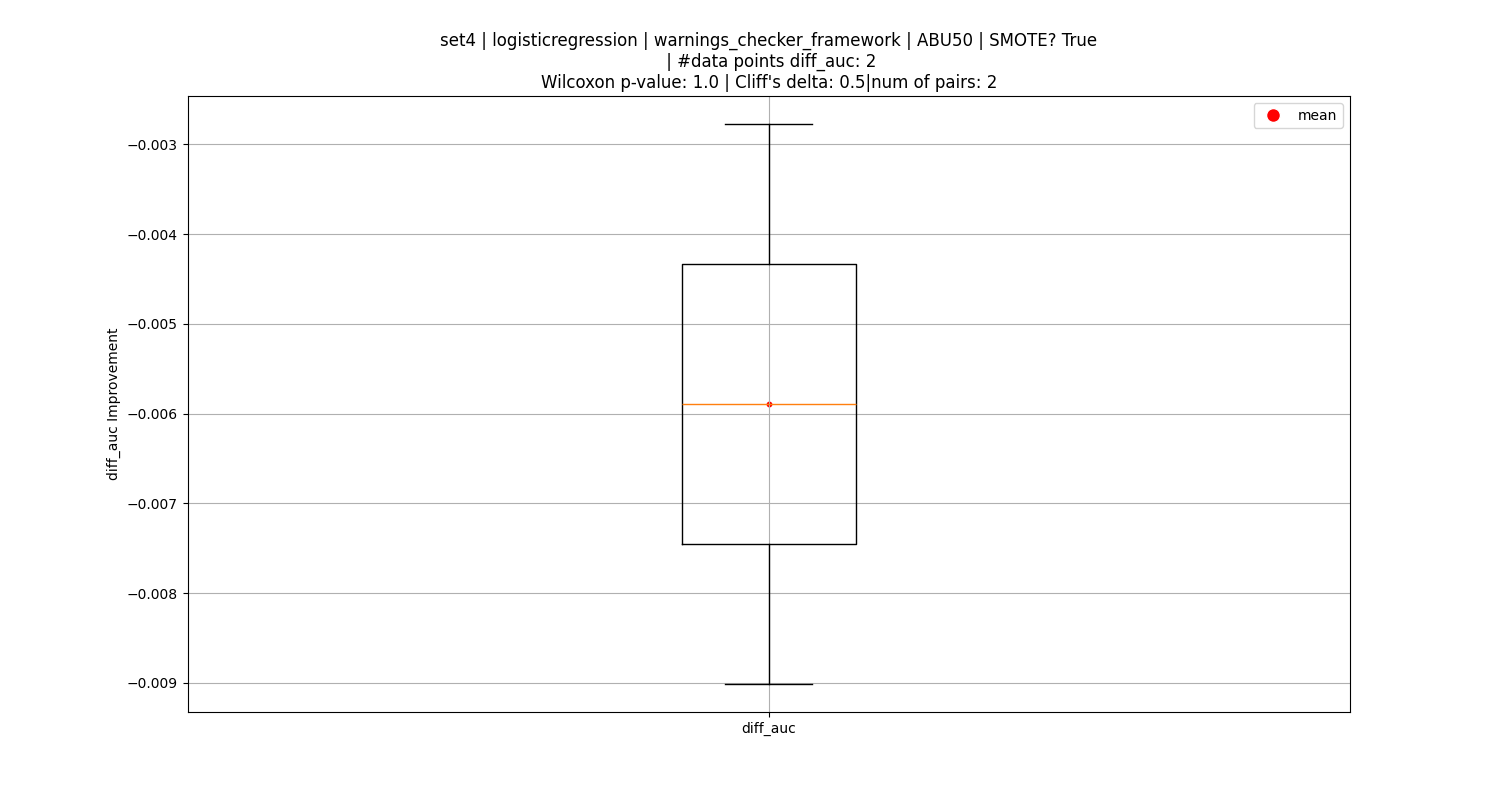 set4 | logisticregression | warnings_checker_framework | ABU50 | SMOTE? True
| #data points diff_auc: 2
Wilcoxon p-value: 1.0 | Cliff's delta: 0.5|num of pairs: 2
mean
−0.003
−0.004
−0.005
−0.006
−0.007
−0.008
−0.009
diff_auc Improvement
diff_auc